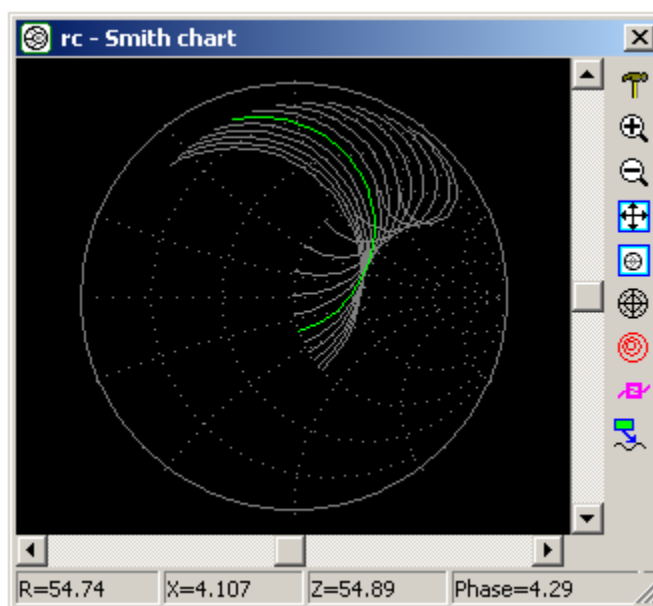 rc - Smith chart
R=54.74 X=4.107 Z=54.89 Phase=4.29